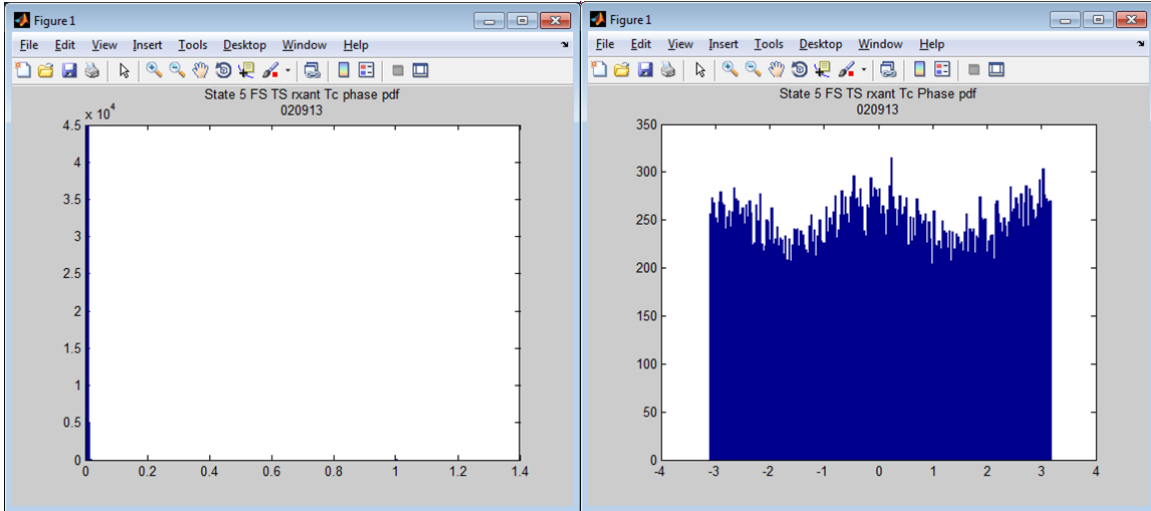 Figure 1
File Edit View Insert Tools Desktop Window Help
State 5 FS TS rxant Tc phase pdf
020913
x 10^4
4.5
4
3.5
3
2.5
2
1.5
1
0.5
0
0 0.2 0.4 0.6 0.8 1 1.2 1.4
Figure 1
File Edit View Insert Tools Desktop Window Help
State 5 FS TS rxant Tc Phase pdf
020913
350
300
250
200
150
100
50
0
-4 -3 -2 -1 0 1 2 3 4